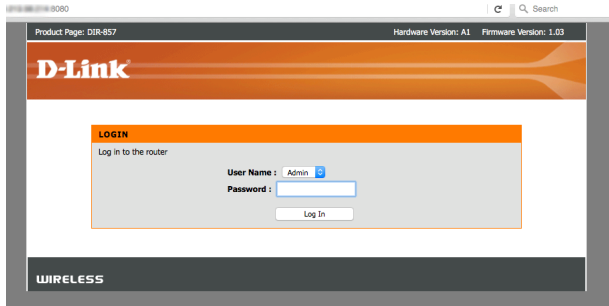 8080
Search
Product Page: DIR-857 Hardware Version: A1 Firmware Version: 1.03
D-Link
LOGIN
Log in to the router
User Name : Admin
Password :
Log In
WIRELESS